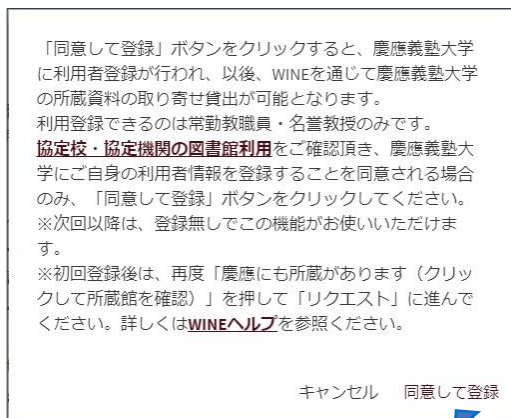 「同意して登録」ボタンをクリックすると、慶應義塾大学
に利用者登録が行われ、以後、WINEを通じて慶應義塾大学
の所蔵資料の取り寄せ貸出が可能となります。
利用登録できるのは常勤教職員・名誉教授のみです。
協定校・協定機関の図書館利用をご確認頂き、慶應義塾大
学にご自身の利用者情報を登録することを同意される場合
のみ、「同意して登録」ボタンをクリックしてください。
※次回以降は、登録無しでこの機能がお使いいただけま
す。
※初回登録後は、再度「慶應にも所蔵があります（クリッ
クして所蔵館を確認）」を押して「リクエスト」に進んで
ください。詳しくはWINEヘルプを参照ください。
キャンセル 同意して登録